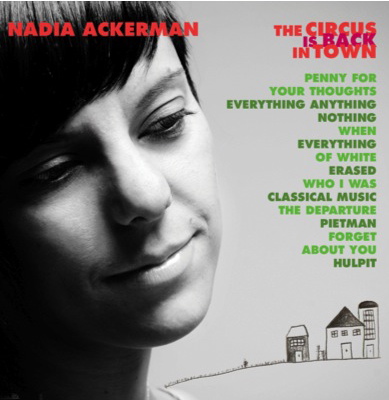 NADIA ACKERMAN
THE CIRCUS
IS BACK
IN TOWN
PENNY FOR
YOUR THOUGHTS
EVERYTHING ANYTHING
NOTHING
WHEN
EVERYTHING
OF WHITE
ERASED
WHO I WAS
CLASSICAL MUSIC
THE DEPARTURE
PIETMAN
FORGET
ABOUT YOU
HULPIT